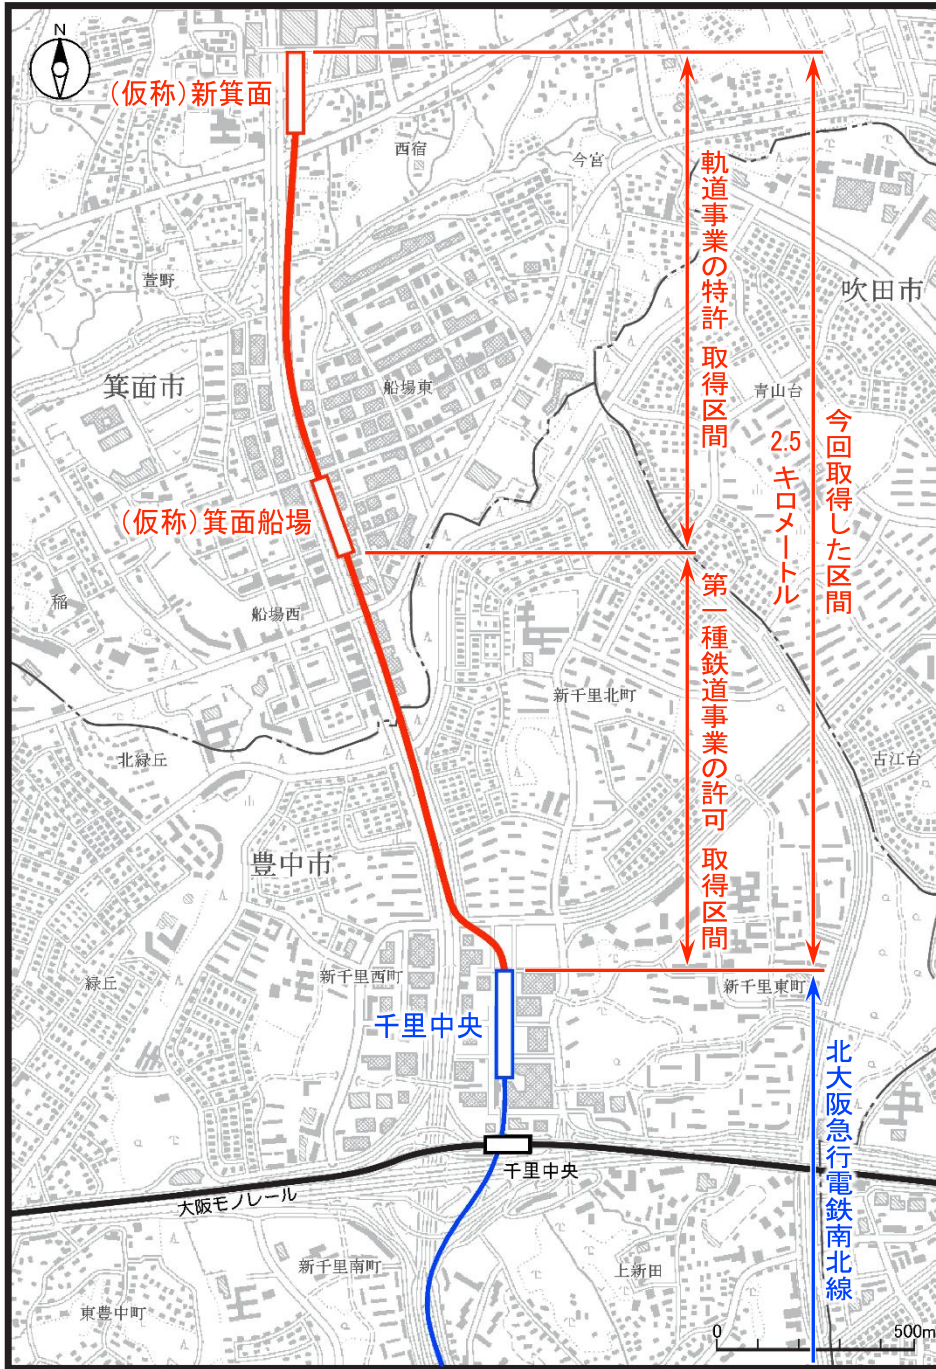 N
(仮称)新箕面
西宿
今宮
萱野
吹田市
軌道事業の特許 取得区間
箕面市
船場東
青山台
今回取得した区間
2.5 キロメートル
(仮称)箕面船場
稲
船場西
第一種鉄道事業の許可 取得区間
新千里北町
北緑丘
古江台
豊中市
緑丘
新千里西町
新千里東町
千里中央
北大阪急行電鉄南北線
千里中央
大阪モノレール
新千里南町
上新田
東豊中町
0
500m